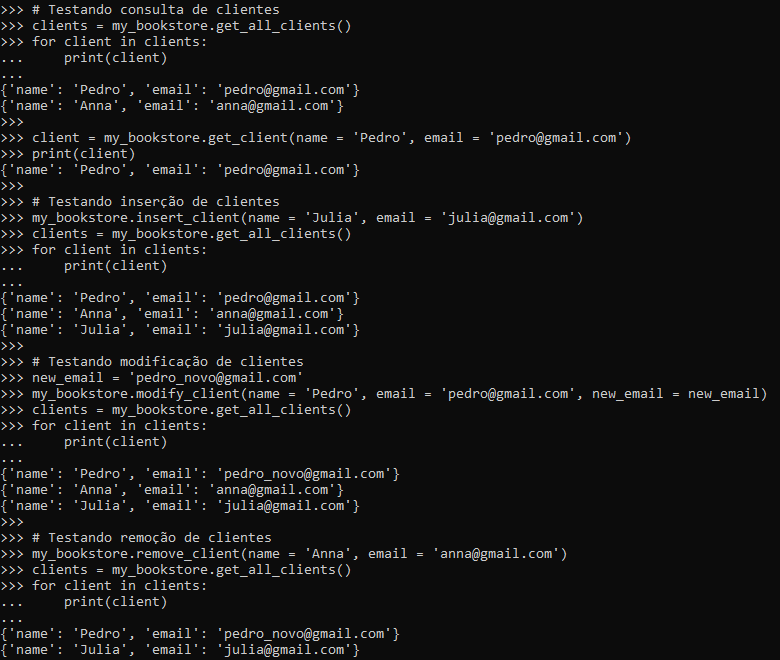 >>> # Testando consulta de clientes
>>> clients = my_bookstore.get_all_clients()
>>> for client in clients:
...     print(client)
...
{'name': 'Pedro', 'email': 'pedro@gmail.com'}
{'name': 'Anna', 'email': 'anna@gmail.com'}
>>>
>>> client = my_bookstore.get_client(name = 'Pedro', email = 'pedro@gmail.com')
>>> print(client)
{'name': 'Pedro', 'email': 'pedro@gmail.com'}
>>>
>>> # Testando inserção de clientes
>>> my_bookstore.insert_client(name = 'Julia', email = 'julia@gmail.com')
>>> clients = my_bookstore.get_all_clients()
>>> for client in clients:
...     print(client)
...
{'name': 'Pedro', 'email': 'pedro@gmail.com'}
{'name': 'Anna', 'email': 'anna@gmail.com'}
{'name': 'Julia', 'email': 'julia@gmail.com'}
>>>
>>> # Testando modificação de clientes
>>> new_email = 'pedro_novo@gmail.com'
>>> my_bookstore.modify_client(name = 'Pedro', email = 'pedro@gmail.com', new_email = new_email)
>>> clients = my_bookstore.get_all_clients()
>>> for client in clients:
...     print(client)
...
{'name': 'Pedro', 'email': 'pedro_novo@gmail.com'}
{'name': 'Anna', 'email': 'anna@gmail.com'}
{'name': 'Julia', 'email': 'julia@gmail.com'}
>>>
>>> # Testando remoção de clientes
>>> my_bookstore.remove_client(name = 'Anna', email = 'anna@gmail.com')
>>> clients = my_bookstore.get_all_clients()
>>> for client in clients:
...     print(client)
...
{'name': 'Pedro', 'email': 'pedro_novo@gmail.com'}
{'name': 'Julia', 'email': 'julia@gmail.com'}